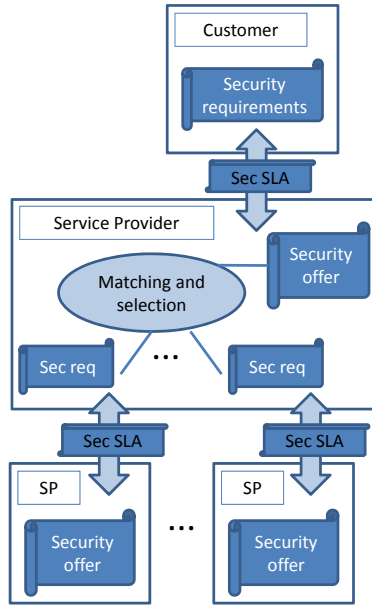 Customer
Security
requirements
Sec SLA
Service Provider
Security
offer
Matching and
selection
...
Sec req
Sec req
Sec SLA
Sec SLA
SP
SP
Security
offer
...
Security
offer